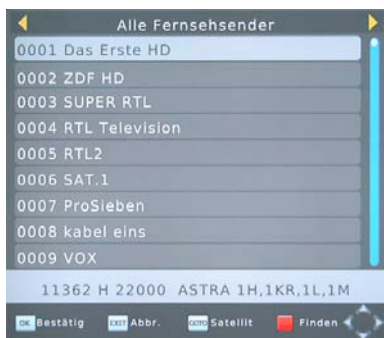 Alle Fernsehsender
0001 Das Erste HD
0002 ZDF HD
0003 SUPER RTL
0004 RTL Television
0005 RTL2
0006 SAT.1
0007 ProSieben
0008 kabel eins
0009 VOX
11362 H 22000 ASTRA 1H,1KR,1L,1M
OK Bestätig EXIT Abbr. GOTO Satellit Finden